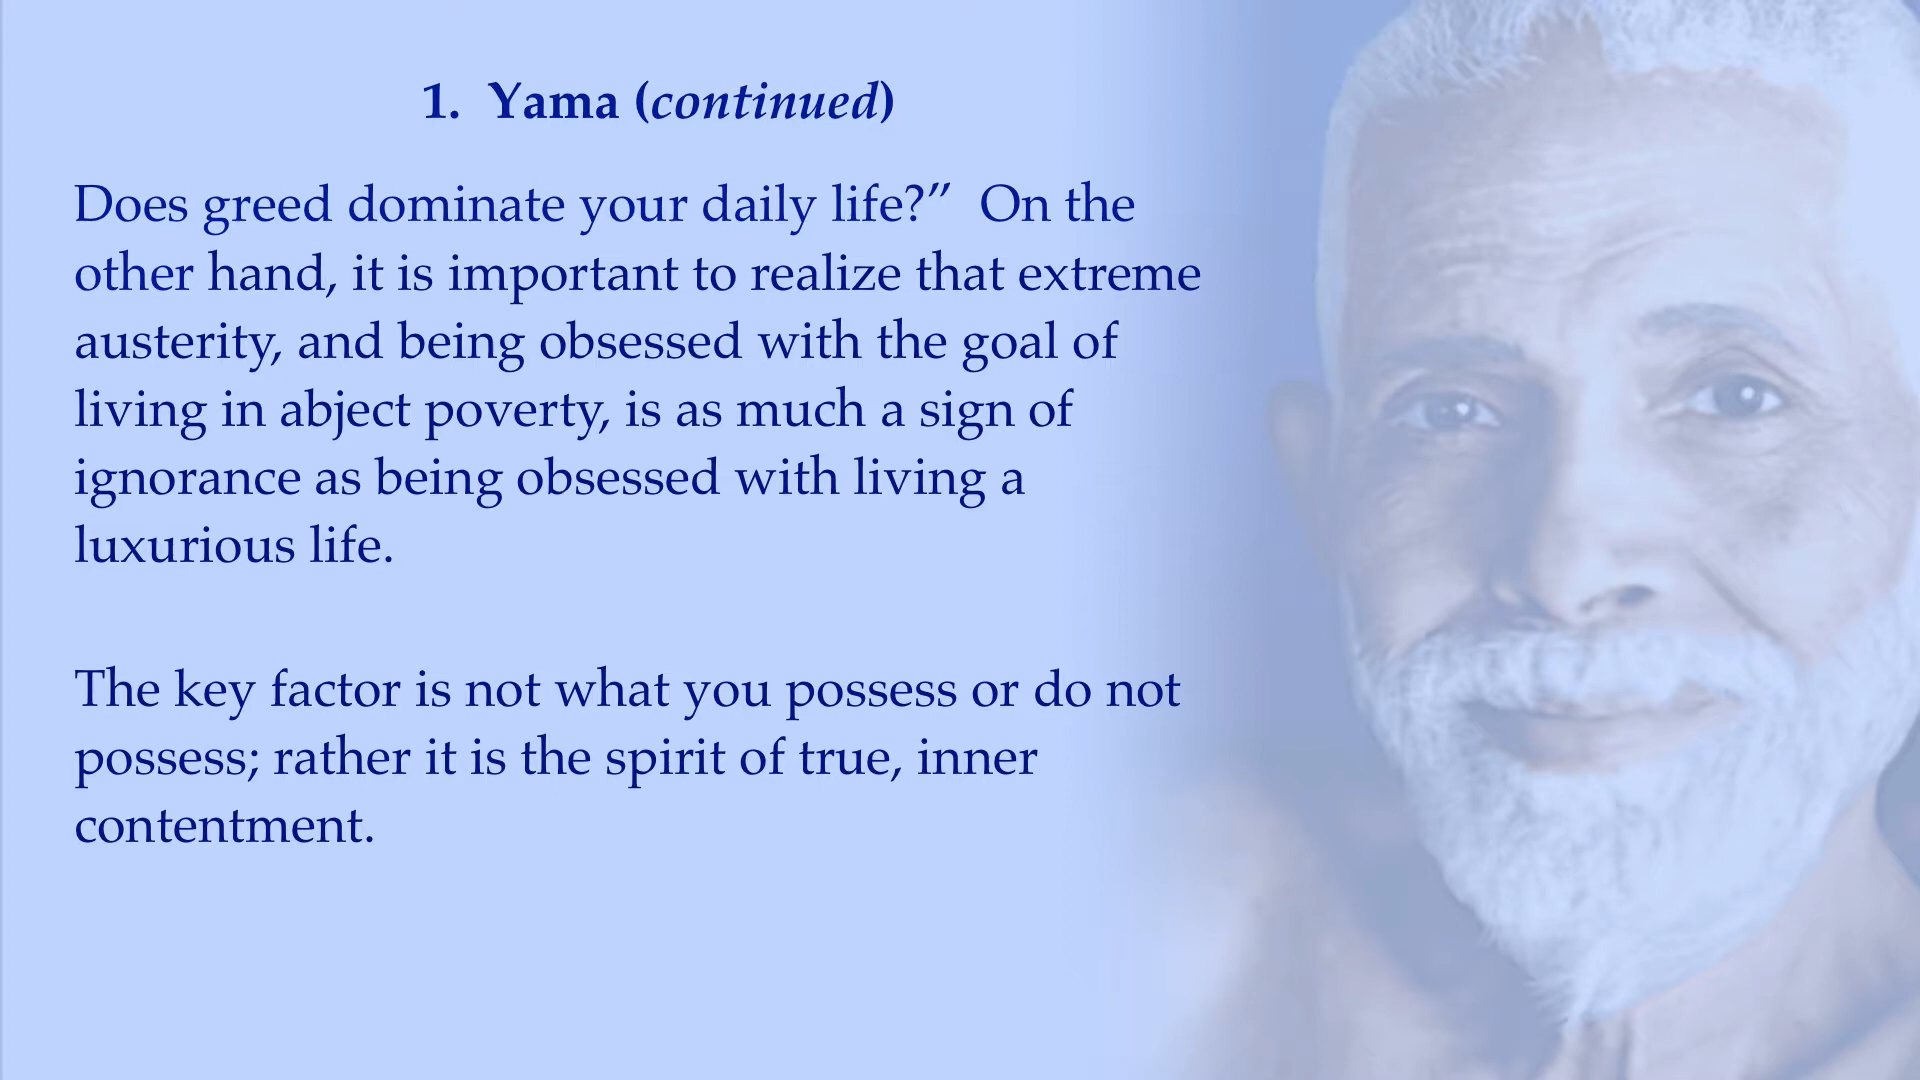 1. Yama (continued)
Does greed dominate your daily life?” On the
other hand, it is important to realize that extreme
austerity, and being obsessed with the goal of
living in abject poverty, is as much a sign of
ignorance as being obsessed with living a
luxurious life.
The key factor is not what you possess or do not
possess; rather it is the spirit of true, inner
contentment.